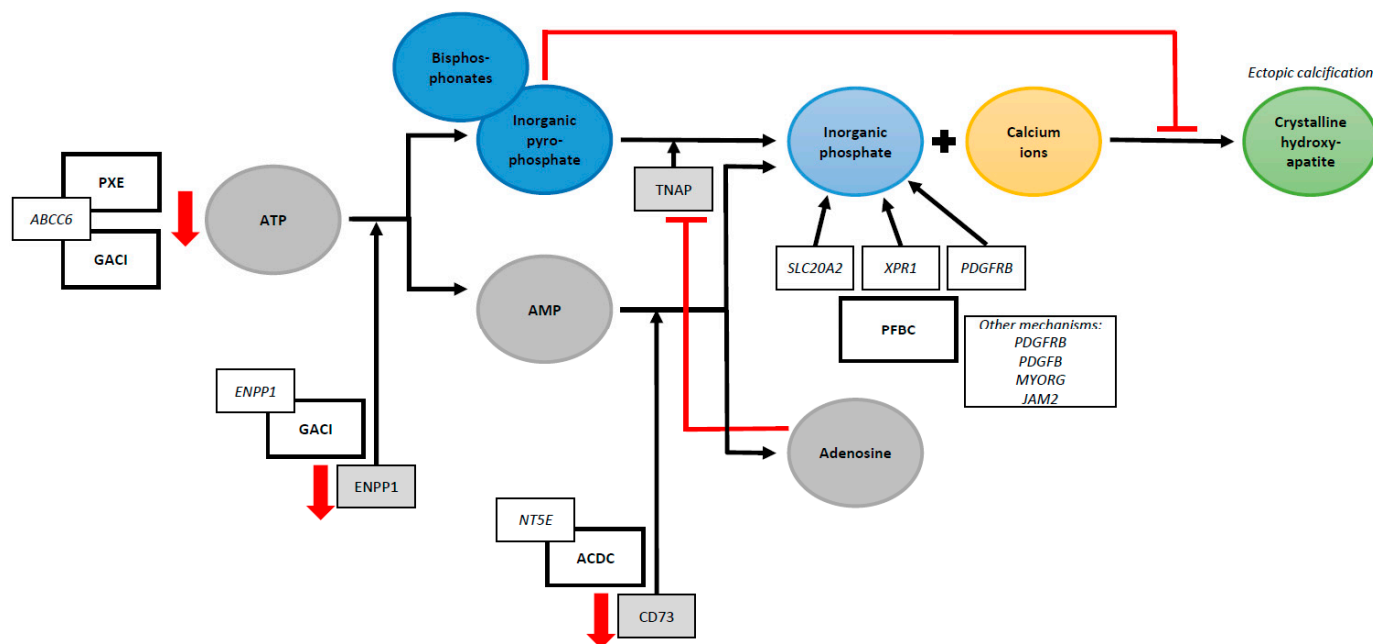 Bisphos-
phonates
Ectopic calcification
Inorganic
pyro-
phosphate
Inorganic
phosphate
Calcium
ions
Crystalline
hydroxy-
apatite
PXE
ABCC6
GACI
ATP
TNAP
AMP
SLC20A2
XPR1
PDGFRB
PFBC
Other mechanisms:
PDGFRB
PDGFB
MYORG
JAM2
ENPP1
GACI
ENPP1
Adenosine
NT5E
ACDC
CD73